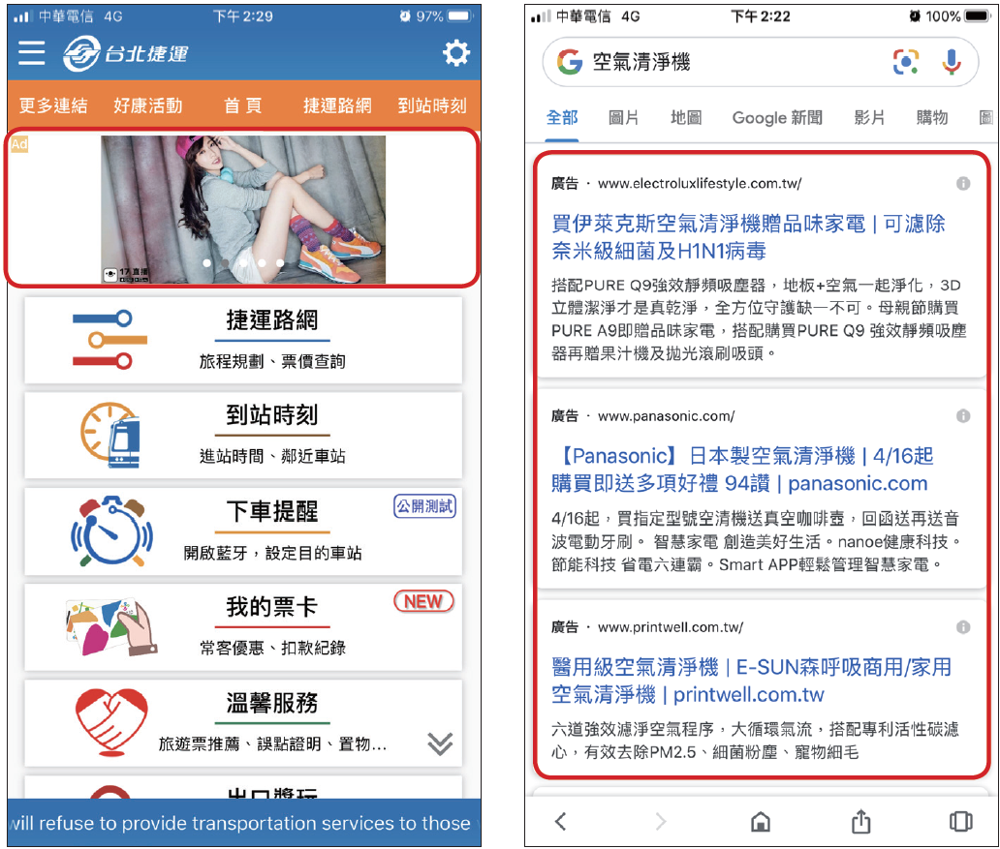 中華電信 4G 下午 2:29 97%
台北捷運
更多連結 好康活動 首頁 捷運路網 到站時刻
Ad
17 直播
捷運路網
旅程規劃、票價查詢
到站時刻
進站時間、鄰近車站
下車提醒
公開測試
開啟藍牙，設定目的車站
我的票卡
NEW
常客優惠、扣款紀錄
溫馨服務
旅遊票推薦、誤點證明、置物...
will refuse to provide transportation services to those
中華電信 4G 下午 2:22 100%
空氣清淨機
全部 圖片 地圖 Google 新聞 影片 購物 圖
廣告 · www.electroluxlifestyle.com.tw/
買伊萊克斯空氣清淨機贈品味家電 | 可濾除
奈米級細菌及H1N1病毒
搭配PURE Q9強效靜頻吸塵器，地板+空氣一起淨化，3D
立體潔淨才是真乾淨，全方位守護缺一不可。母親節購買
PURE A9即贈品味家電，搭配購買PURE Q9 強效靜頻吸塵
器再贈果汁機及拋光滾刷吸頭。
廣告 · www.panasonic.com/
【Panasonic】日本製空氣清淨機 | 4/16起
購買即送多項好禮 94讚 | panasonic.com
4/16起，買指定型號空清機送真空咖啡壺，回函送再送音
波電動牙刷。 智慧家電 創造美好生活。nanoe健康科技。
節能科技 省電六連霸。Smart APP輕鬆管理智慧家電。
廣告 · www.printwell.com.tw/
醫用級空氣清淨機 | E-SUN森呼吸商用/家用
空氣清淨機 | printwell.com.tw
六道強效濾淨空氣程序，大循環氣流，搭配專利活性碳濾
心，有效去除PM2.5、細菌粉塵、寵物細毛